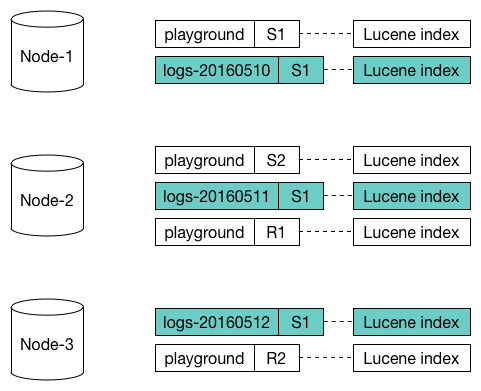 playground S1 Lucene index
Node-1
logs-20160510 S1 Lucene index
playground S2 Lucene index
Node-2
logs-20160511 S1 Lucene index
playground R1 Lucene index
logs-20160512 S1 Lucene index
Node-3
playground R2 Lucene index